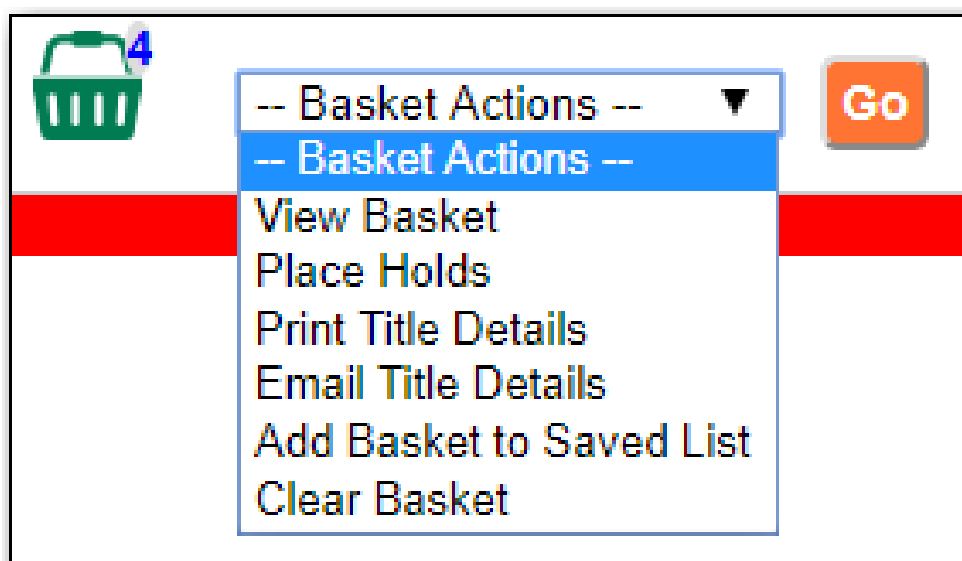 4
-- Basket Actions -- ▼
Go
-- Basket Actions --
View Basket
Place Holds
Print Title Details
Email Title Details
Add Basket to Saved List
Clear Basket